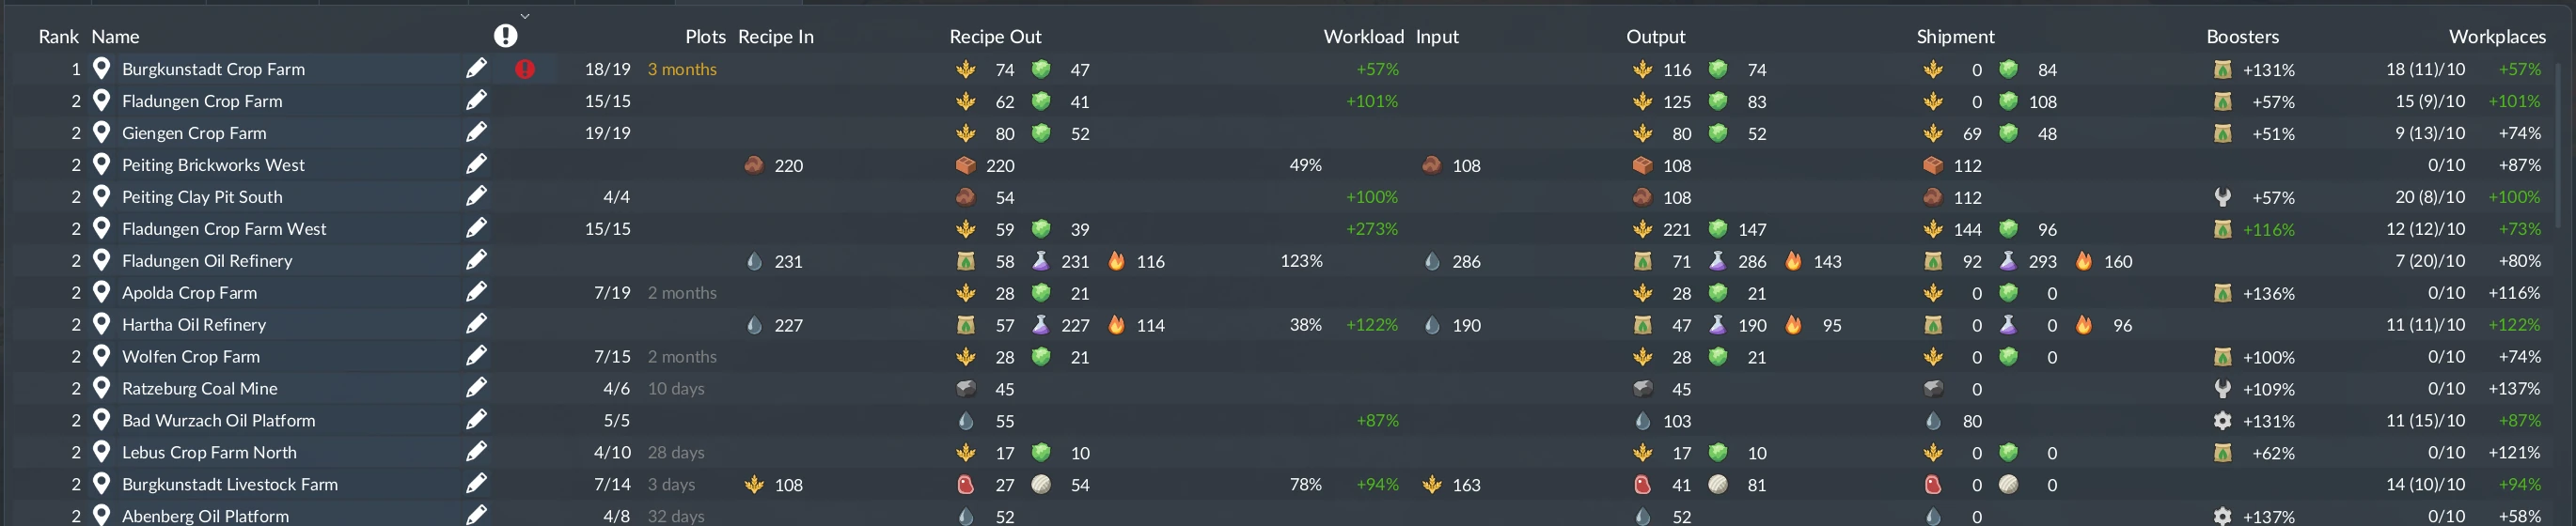 Rank Name Plots Recipe In Recipe Out Workload Input Output Shipment Boosters Workplaces
1 Burgkunstadt Crop Farm 18/19 3 months 74 47 +57% 116 74 0 84 +131% 18 (11)/10 +57%
2 Fladungen Crop Farm 15/15 62 41 +101% 125 83 0 108 +57% 15 (9)/10 +101%
2 Giengen Crop Farm 19/19 80 52 80 52 69 48 +51% 9 (13)/10 +74%
2 Peiting Brickworks West 220 220 49% 108 108 112 0/10 +87%
2 Peiting Clay Pit South 4/4 54 +100% 108 112 +57% 20 (8)/10 +100%
2 Fladungen Crop Farm West 15/15 59 39 +273% 221 147 144 96 +116% 12 (12)/10 +73%
2 Fladungen Oil Refinery 231 58 231 116 123% 286 71 286 143 92 293 160 7 (20)/10 +80%
2 Apolda Crop Farm 7/19 2 months 28 21 28 21 0 0 +136% 0/10 +116%
2 Hartha Oil Refinery 227 57 227 114 38% +122% 190 47 190 95 0 0 96 11 (11)/10 +122%
2 Wolfen Crop Farm 7/15 2 months 28 21 28 21 0 0 +100% 0/10 +74%
2 Ratzeburg Coal Mine 4/6 10 days 45 45 0 +109% 0/10 +137%
2 Bad Wurzach Oil Platform 5/5 55 +87% 103 80 +131% 11 (15)/10 +87%
2 Lebus Crop Farm North 4/10 28 days 17 10 17 10 0 0 +62% 0/10 +121%
2 Burgkunstadt Livestock Farm 7/14 3 days 108 27 54 78% +94% 163 41 81 0 0 14 (10)/10 +94%
2 Abenberg Oil Platform 4/8 32 days 52 52 0 +137% 0/10 +58%